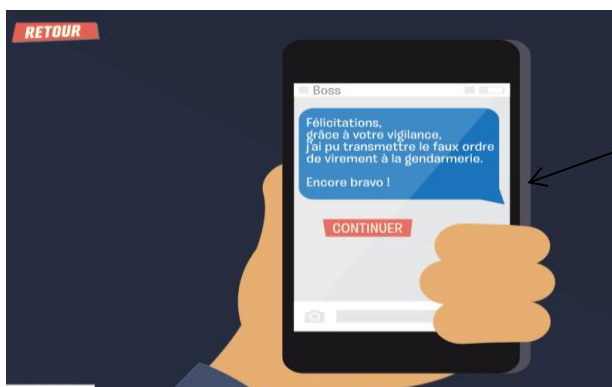 RETOUR
Boss
Félicitations,
grâce à votre vigilance,
j'ai pu transmettre le faux ordre
de virement à la gendarmerie.
Encore bravo !
CONTINUER